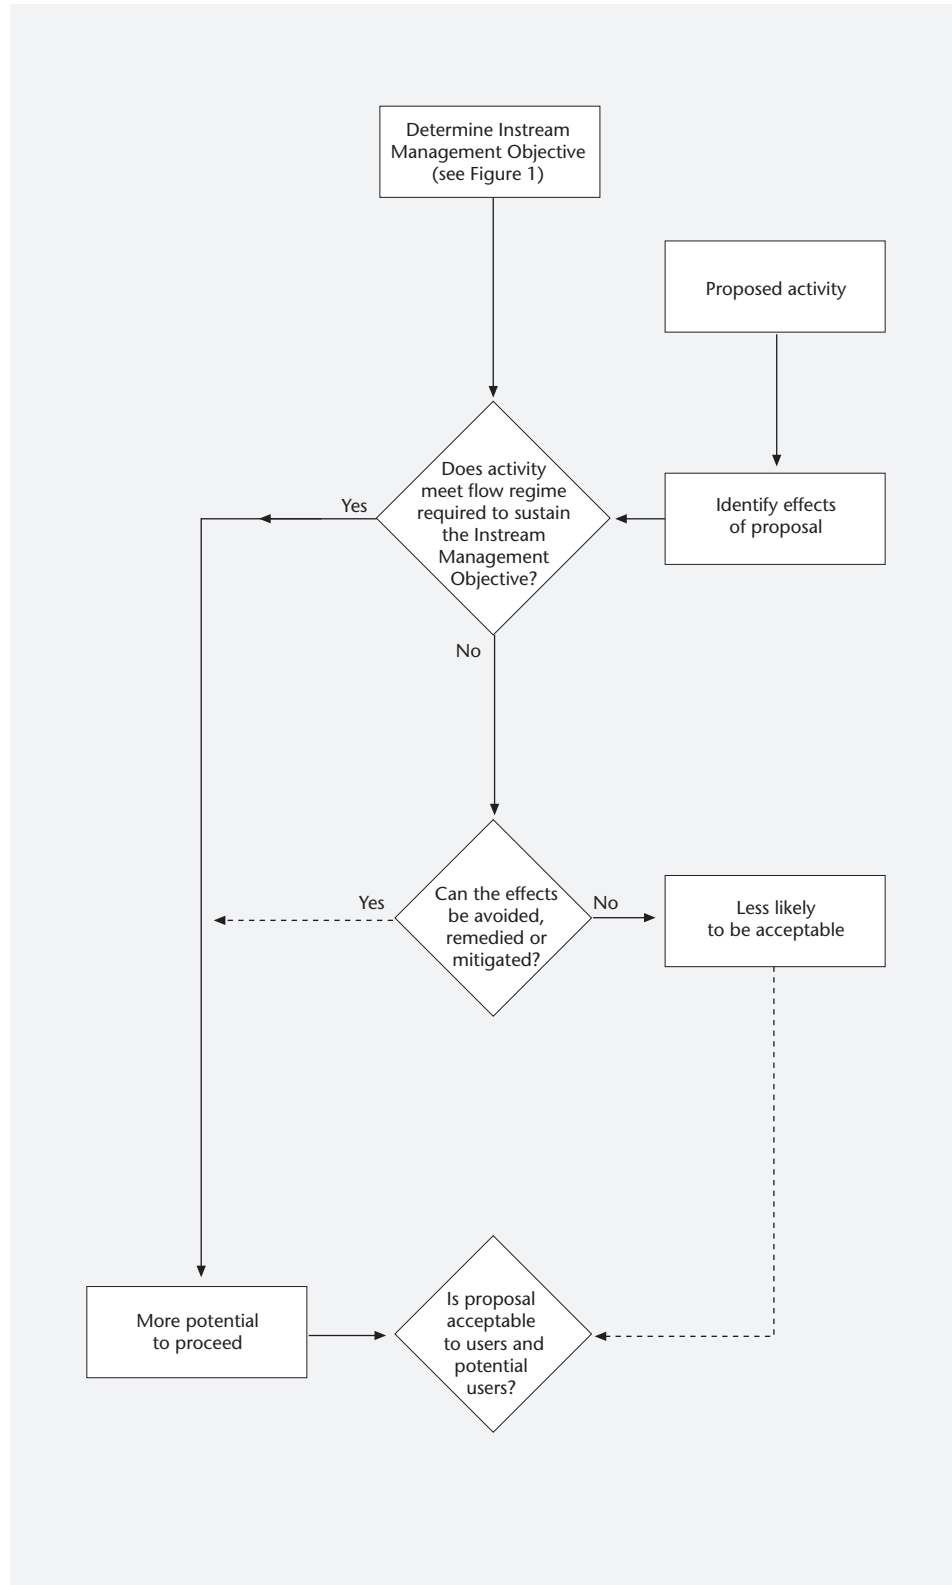 Determine Instream
Management Objective
(see Figure 1)
Proposed activity
Does activity
meet flow regime
required to sustain
the Instream
Management
Objective?
Yes
Identify effects
of proposal
No
Can the effects
be avoided,
remedied or
mitigated?
Yes
No
Less likely
to be acceptable
More potential
to proceed
Is proposal
acceptable
to users and
potential
users?